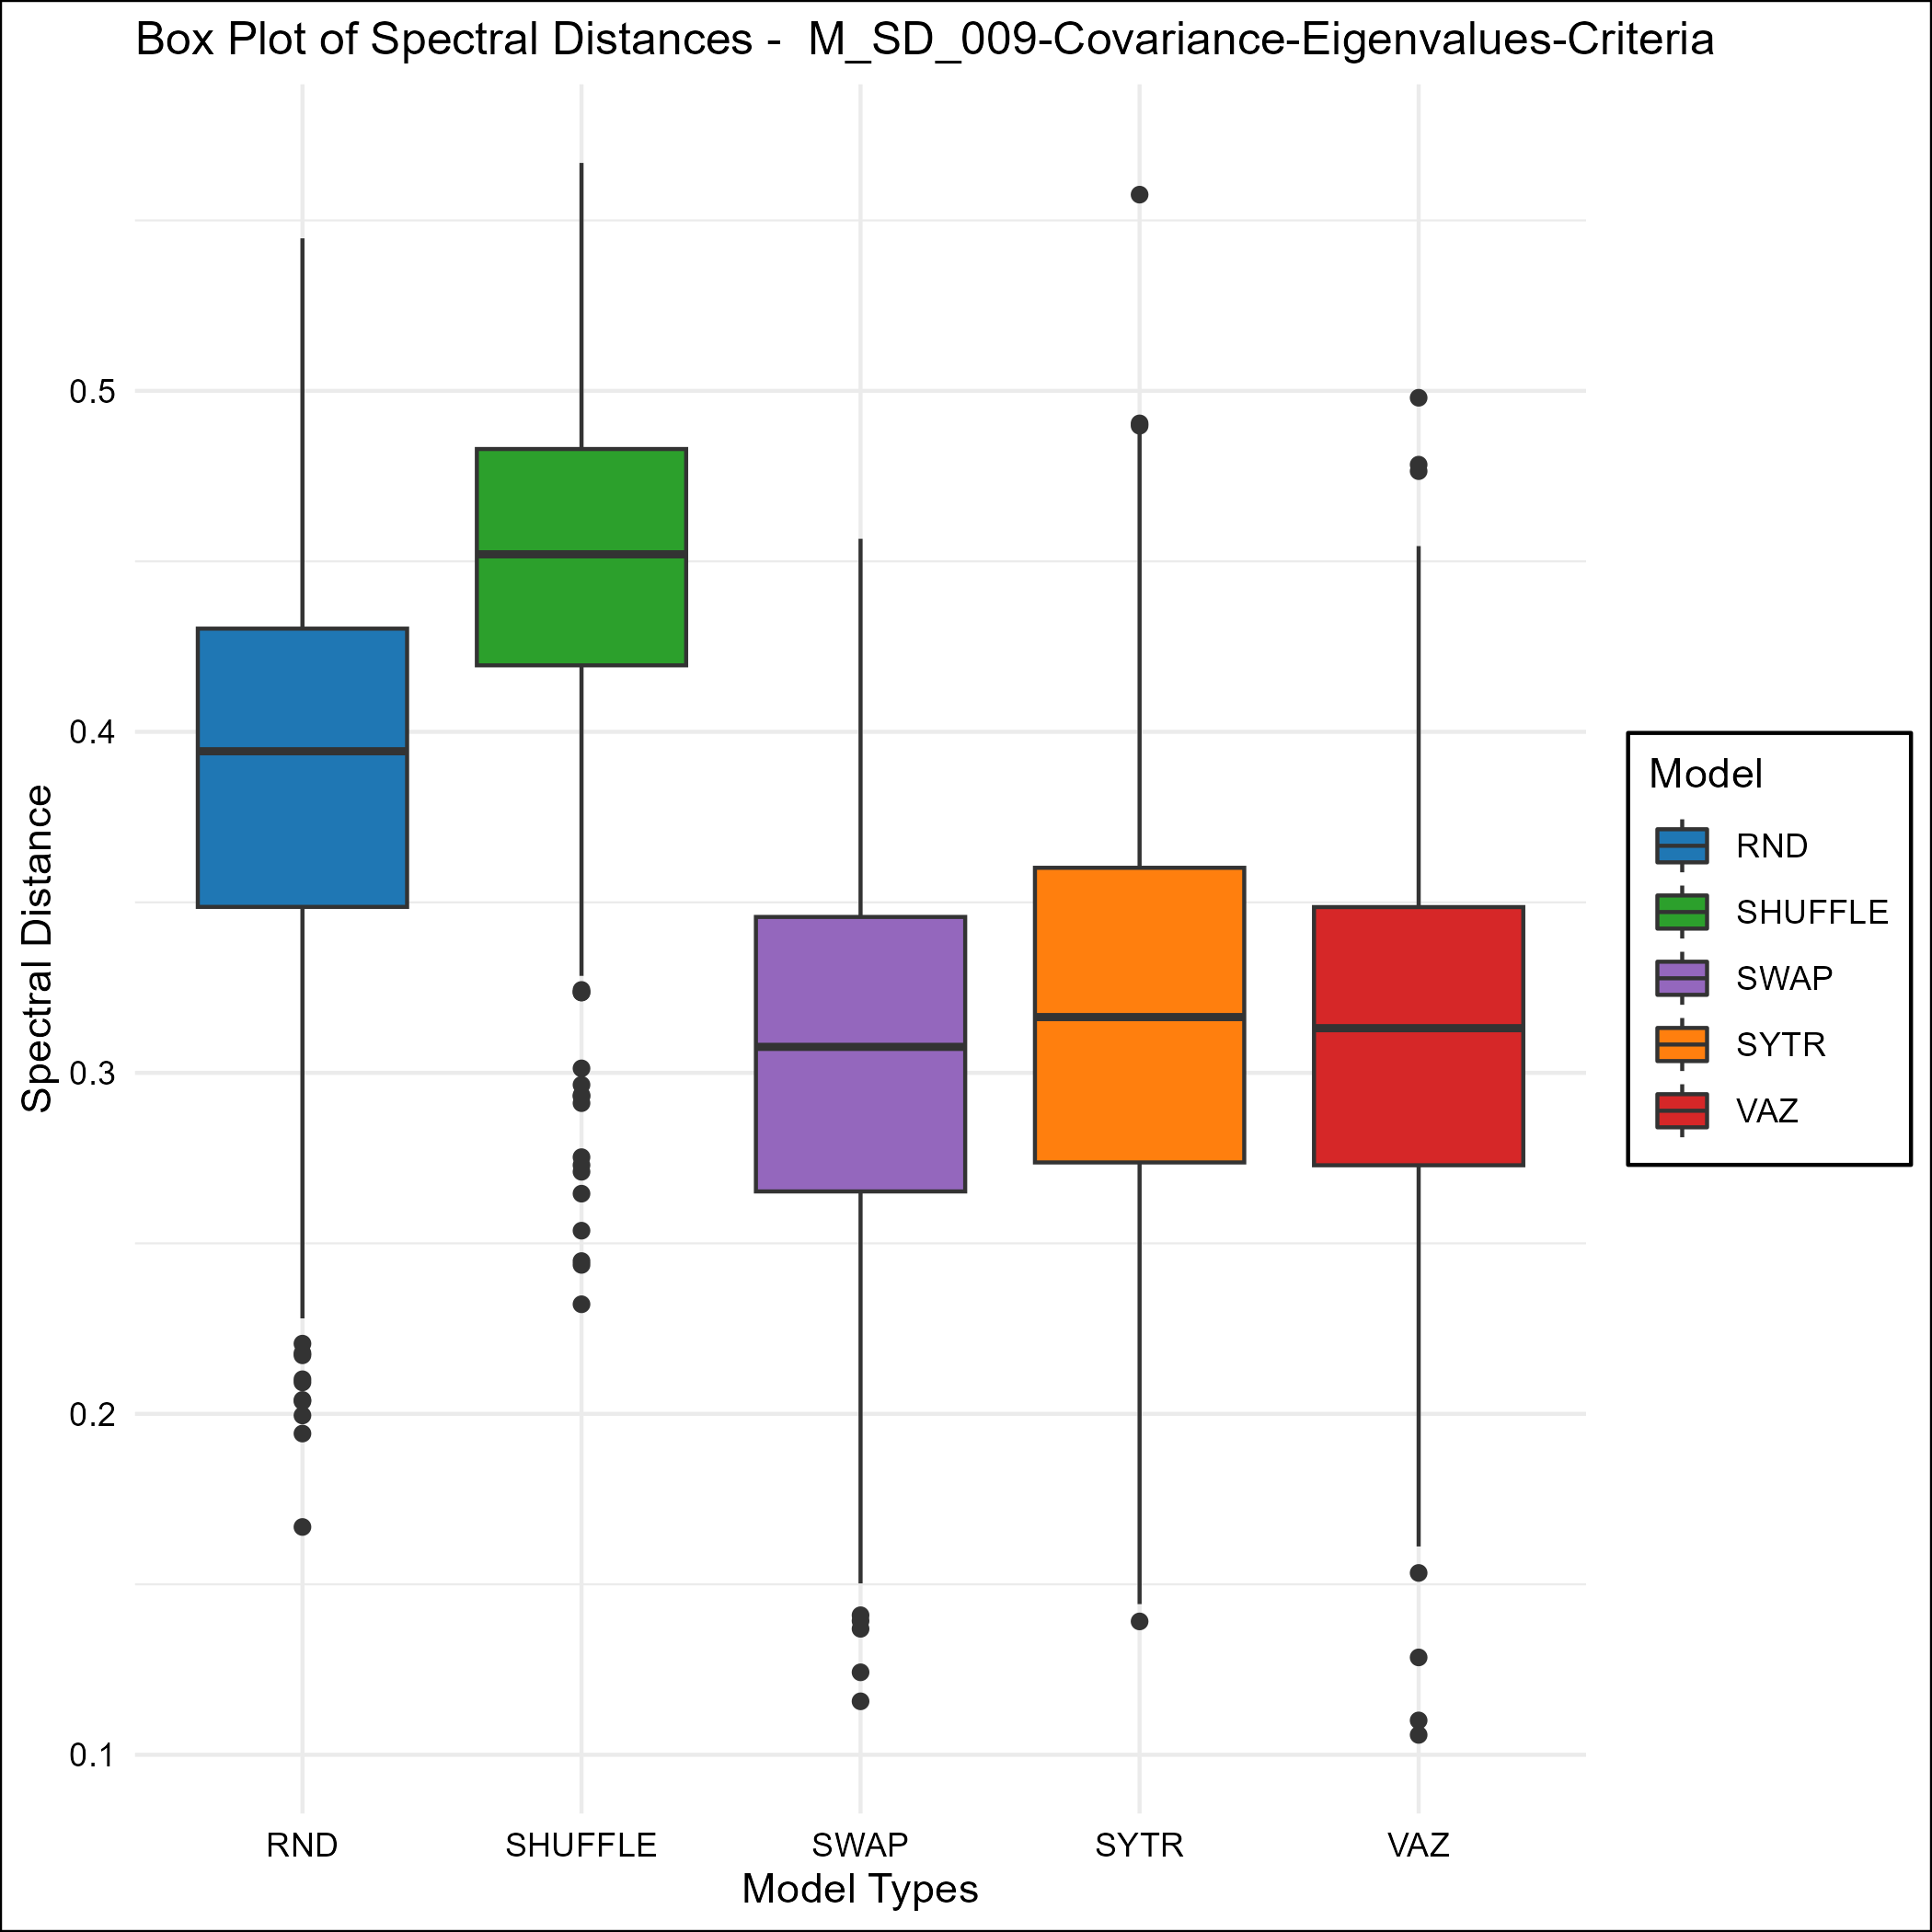 Box Plot of Spectral Distances -  M_SD_009-Covariance-Eigenvalues-Criteria
Spectral Distance
0.5
0.4
0.3
0.2
0.1
RND SHUFFLE SWAP SYTR VAZ
Model Types
Model
RND
SHUFFLE
SWAP
SYTR
VAZ